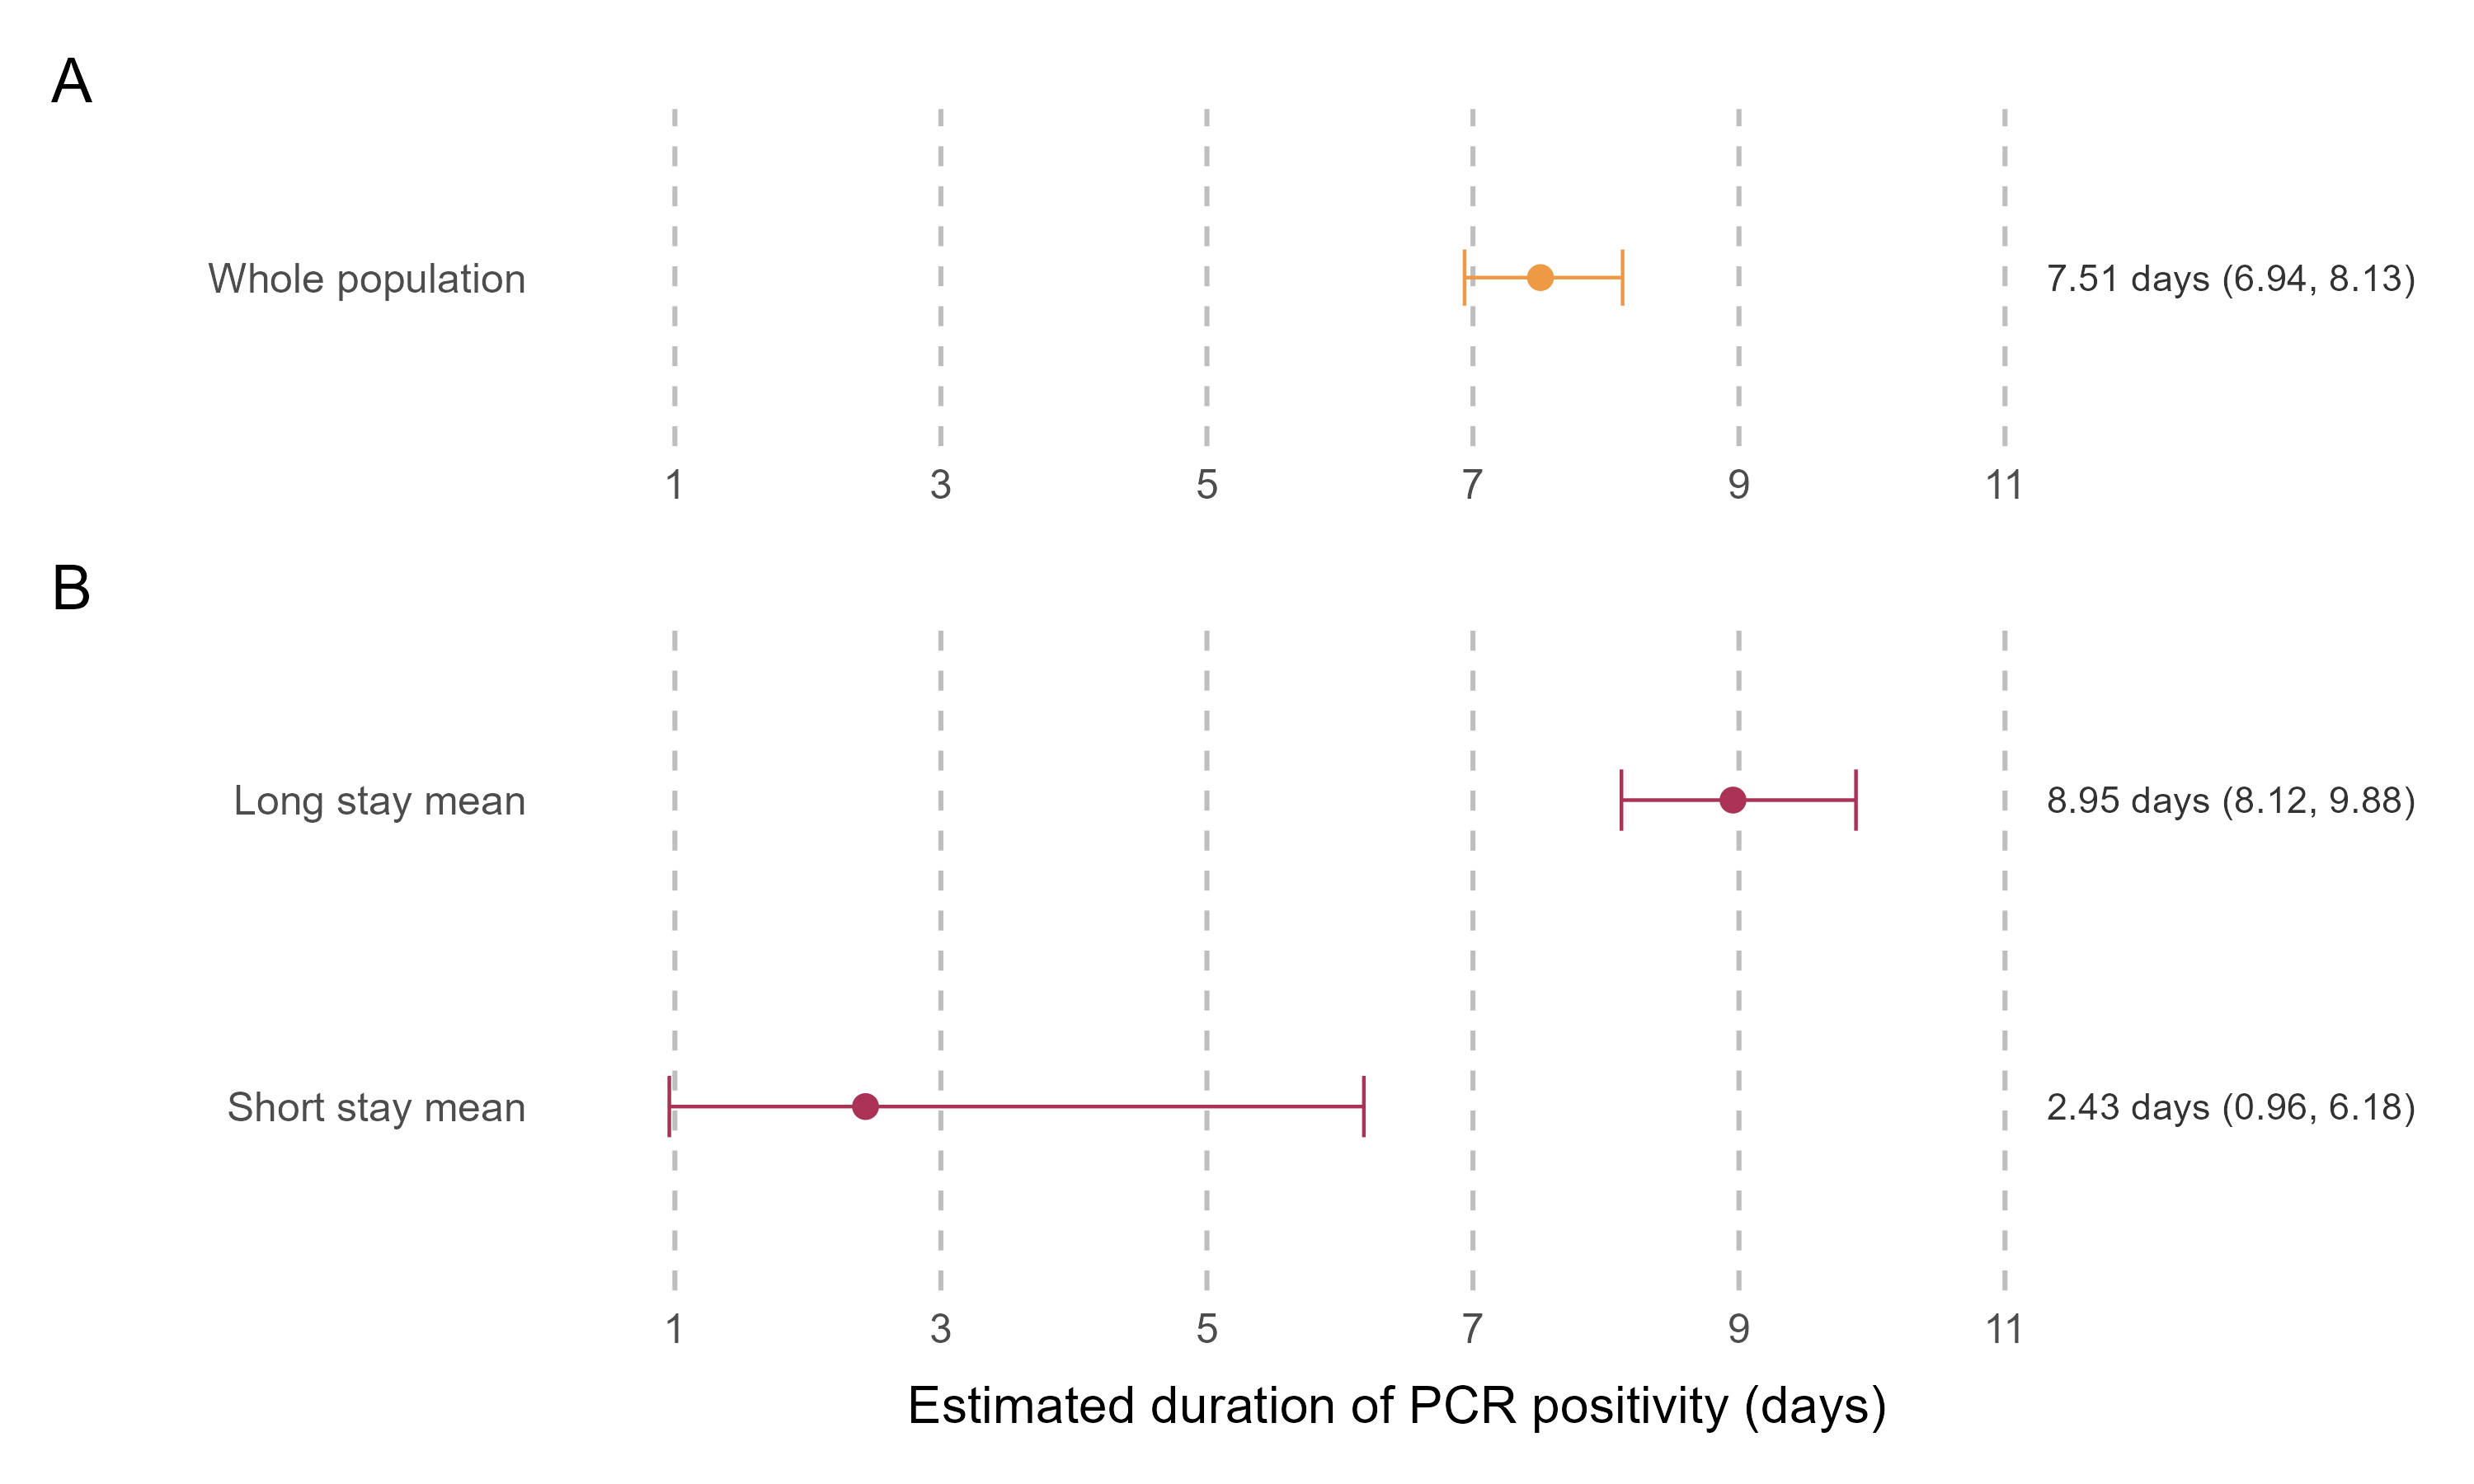 A
Whole population
7.51 days (6.94, 8.13)
1 3 5 7 9 11
B
Long stay mean
8.95 days (8.12, 9.88)
Short stay mean
2.43 days (0.96, 6.18)
1 3 5 7 9 11
Estimated duration of PCR positivity (days)